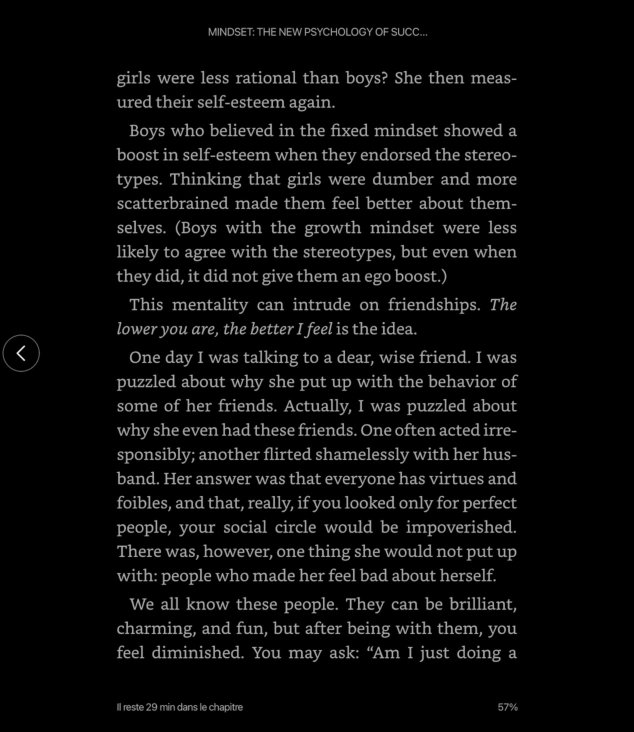 MINDSET: THE NEW PSYCHOLOGY OF SUCC...
girls were less rational than boys? She then meas-
ured their self-esteem again.
Boys who believed in the fixed mindset showed a
boost in self-esteem when they endorsed the stereo-
types. Thinking that girls were dumber and more
scatterbrained made them feel better about them-
selves. (Boys with the growth mindset were less
likely to agree with the stereotypes, but even when
they did, it did not give them an ego boost.)
This mentality can intrude on friendships. The
lower you are, the better I feel is the idea.
One day I was talking to a dear, wise friend. I was
puzzled about why she put up with the behavior of
some of her friends. Actually, I was puzzled about
why she even had these friends. One often acted irre-
sponsibly; another flirted shamelessly with her hus-
band. Her answer was that everyone has virtues and
foibles, and that, really, if you looked only for perfect
people, your social circle would be impoverished.
There was, however, one thing she would not put up
with: people who made her feel bad about herself.
We all know these people. They can be brilliant,
charming, and fun, but after being with them, you
feel diminished. You may ask: “Am I just doing a
Il reste 29 min dans le chapitre
57%